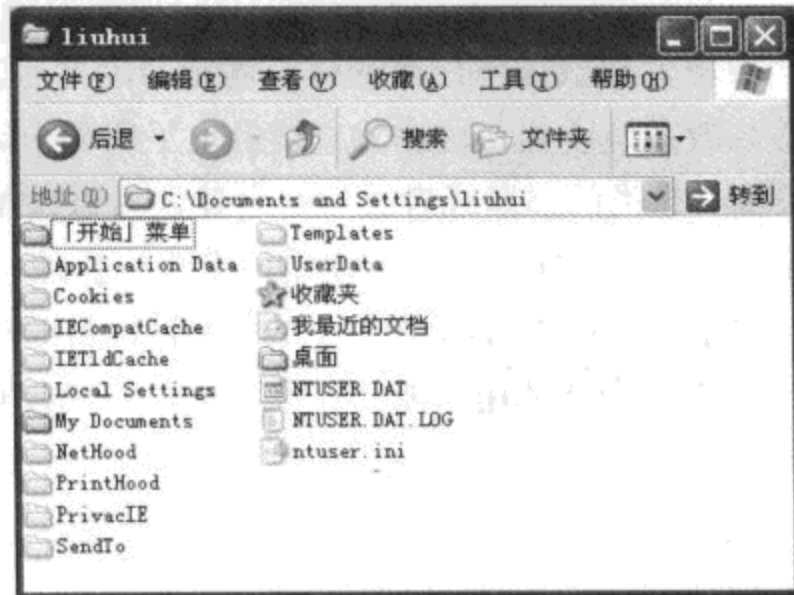 liuhui
文件(F) 编辑(E) 查看(V) 收藏(A) 工具(T) 帮助(H)
后退 搜索 文件夹
地址(D) C:\Documents and Settings\liuhui 转到
「开始」菜单
Application Data
Cookies
IECompatCache
IETldCache
Local Settings
My Documents
NetHood
PrintHood
PrivacIE
SendTo
Templates
UserData
收藏夹
我最近的文档
桌面
NTUSER.DAT
NTUSER.DAT.LOG
ntuser.ini